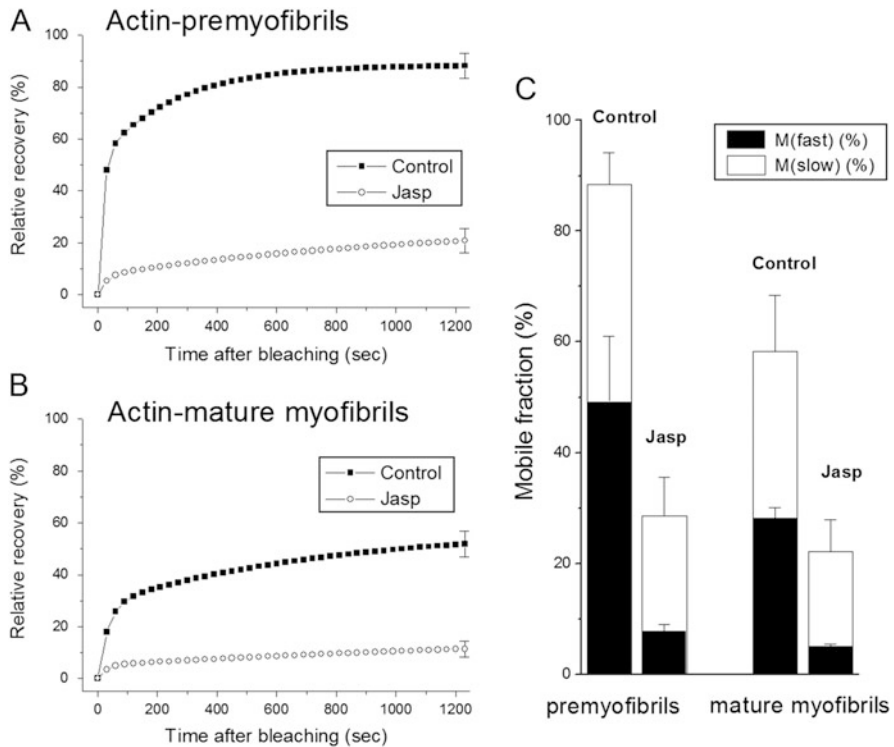 A
Actin-premyofibrils
Relative recovery (%)
100
80
60
40
20
0
Control
Jasp
0 200 400 600 800 1000 1200
Time after bleaching (sec)
B
Actin-mature myofibrils
Relative recovery (%)
100
80
60
40
20
0
Control
Jasp
0 200 400 600 800 1000 1200
Time after bleaching (sec)
C
Mobile fraction (%)
100
80
60
40
20
0
M(fast) (%)
M(slow) (%)
Control
Jasp
Control
Jasp
premyofibrils mature myofibrils